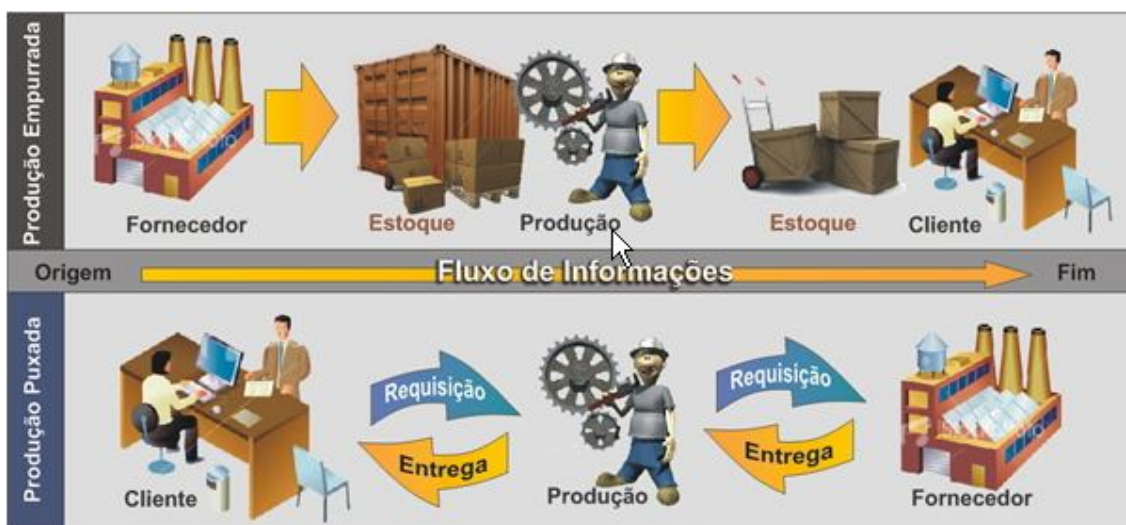 Produção Empurrada
Fornecedor
Estoque
Produção
Estoque
Cliente
Origem
Fluxo de Informações
Fim
Produção Puxada
Cliente
Requisição
Entrega
Produção
Requisição
Entrega
Fornecedor